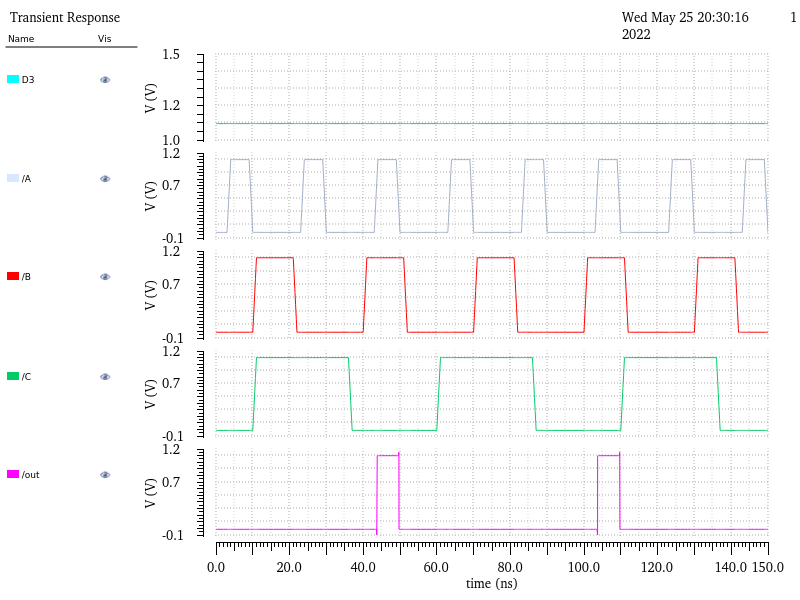 Transient Response
Wed May 25 20:30:16 1
2022
Name Vis
D3
V (V)
1.5
1.2
1.0
/A
V (V)
1.2
0.7
-0.1
/B
V (V)
1.2
0.7
-0.1
/C
V (V)
1.2
0.7
-0.1
/out
V (V)
1.2
0.7
-0.1
0.0 20.0 40.0 60.0 80.0 100.0 120.0 140.0 150.0
time (ns)